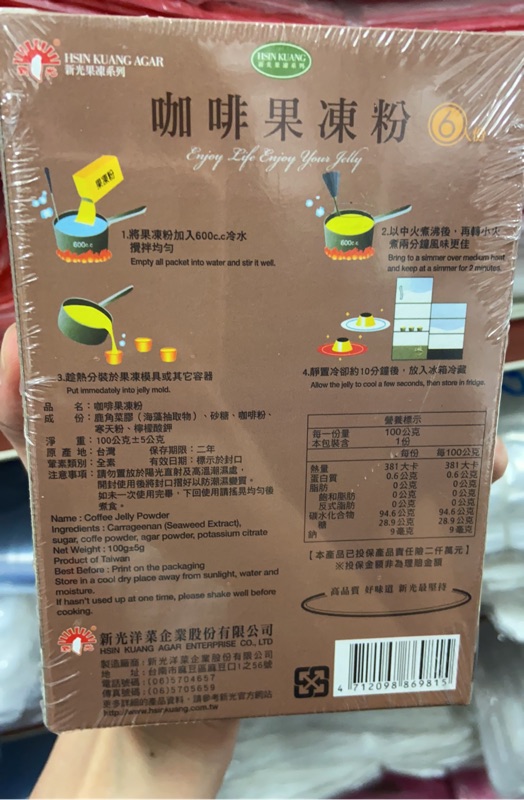 HSIN KUANG AGAR
新光果凍系列
HSIN KUANG
新光果凍系列
咖啡果凍粉 6人份
Enjoy Life Enjoy Your Jelly
果凍粉
600c.c
600c.c
1.將果凍粉加入600c.c冷水
攪拌均勻
Empty all packet into water and stir it well.
2.以中火煮沸後，再轉小火
煮兩分鐘風味更佳
Bring to a simmer over medium heat
and keep at a simmer for 2 minutes.
3.趁熱分裝於果凍模具或其它容器
Put immedately into jelly mold.
4.靜置冷卻約10分鐘後，放入冰箱冷藏
Allow the jelly to cool a few seconds, then store in fridge.
品　　名：咖啡果凍粉
成　　份：鹿角菜膠（海藻抽取物）、砂糖、咖啡粉、
寒天粉、檸檬酸鉀
淨　　重：100公克±5公克
原 產 地：台灣　保存期限：二年
葷素類別：全素　有效日期：標示於封口
注意事項：請勿置放於陽光直射及高溫潮濕處，
開封使用後將封口摺好以防潮濕變質。
如未一次使用完畢，下回使用請搖晃均勻後
煮食。
Name : Coffee Jelly Powder
Ingredients : Carrageenan (Seaweed Extract),
sugar, coffe powder, agar powder, potassium citrate
Net Weight : 100g±5g
Product of Taiwan
Best Before : Print on the packaging
Store in a cool dry place away from sunlight, water and
moisture.
If hasn't used up at one time, please shake well before
cooking.
營養標示
每一份量 100公克
本包裝含 1份
每份 每100公克
熱量 381大卡 381大卡
蛋白質 0.6公克 0.6公克
脂肪 0公克 0公克
飽和脂肪 0公克 0公克
反式脂肪 0公克 0公克
碳水化合物 94.6公克 94.6公克
糖 28.9公克 28.9公克
鈉 9毫克 9毫克
【本產品已投保產品責任險二仟萬元】
※投保金額非為理賠金額
高品質 好味道 新光最堅持
新光洋菜企業股份有限公司
HSIN KUANG AGAR ENTERPRISE CO., LTD
製造廠商：新光洋菜企業股份有限公司
地　　址：台南市麻豆區麻豆口1之56號
電話號碼：(06)5704657
傳真號碼：(06)5705659
更多詳細的產品資料，請參考新光官方網站
http://www.hsinkuang.com.tw
4 712098 869815